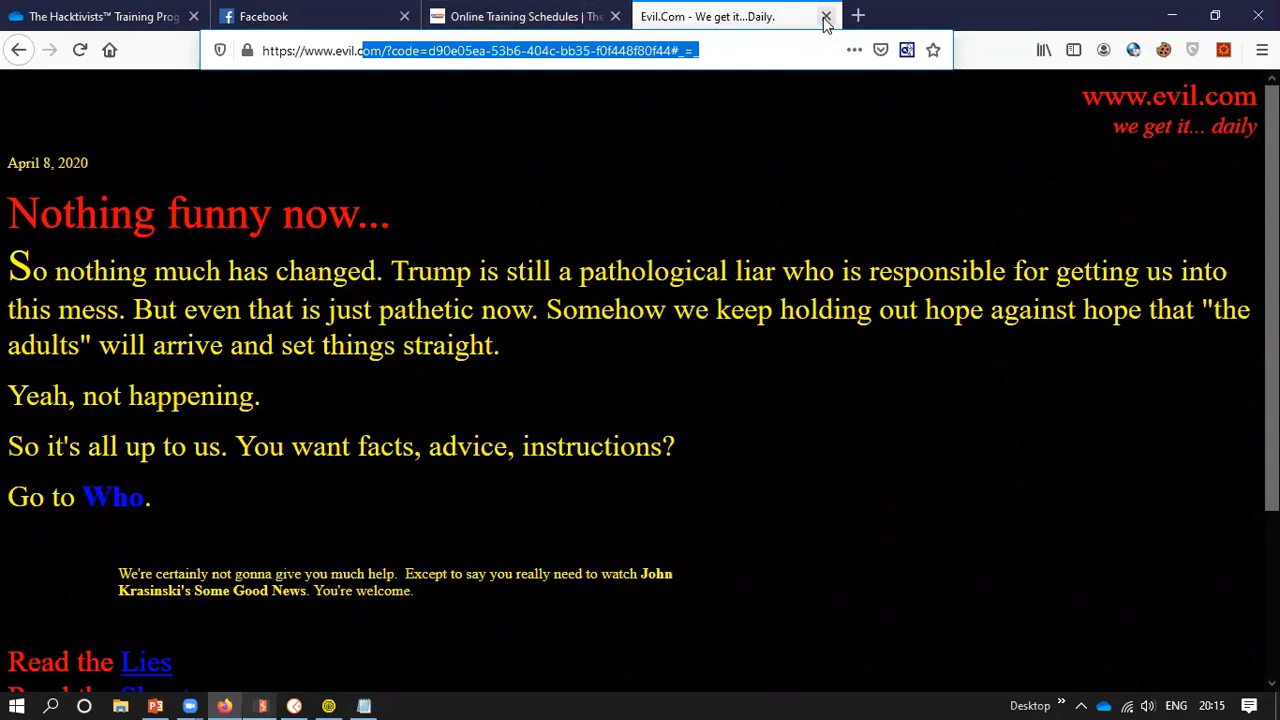 The Hacktivists™ Training Prog
Facebook
Online Training Schedules | The
Evil.Com - We get it...Daily.
https://www.evil.com/?code=d90e05ea-53b6-404c-bb35-f0f448f80f44#_=_
www.evil.com
we get it... daily
April 8, 2020
Nothing funny now...
So nothing much has changed. Trump is still a pathological liar who is responsible for getting us into
this mess. But even that is just pathetic now. Somehow we keep holding out hope against hope that "the
adults" will arrive and set things straight.
Yeah, not happening.
So it's all up to us. You want facts, advice, instructions?
Go to Who.
We're certainly not gonna give you much help. Except to say you really need to watch John
Krasinski's Some Good News. You're welcome.
Read the Lies
Desktop
ENG
20:15